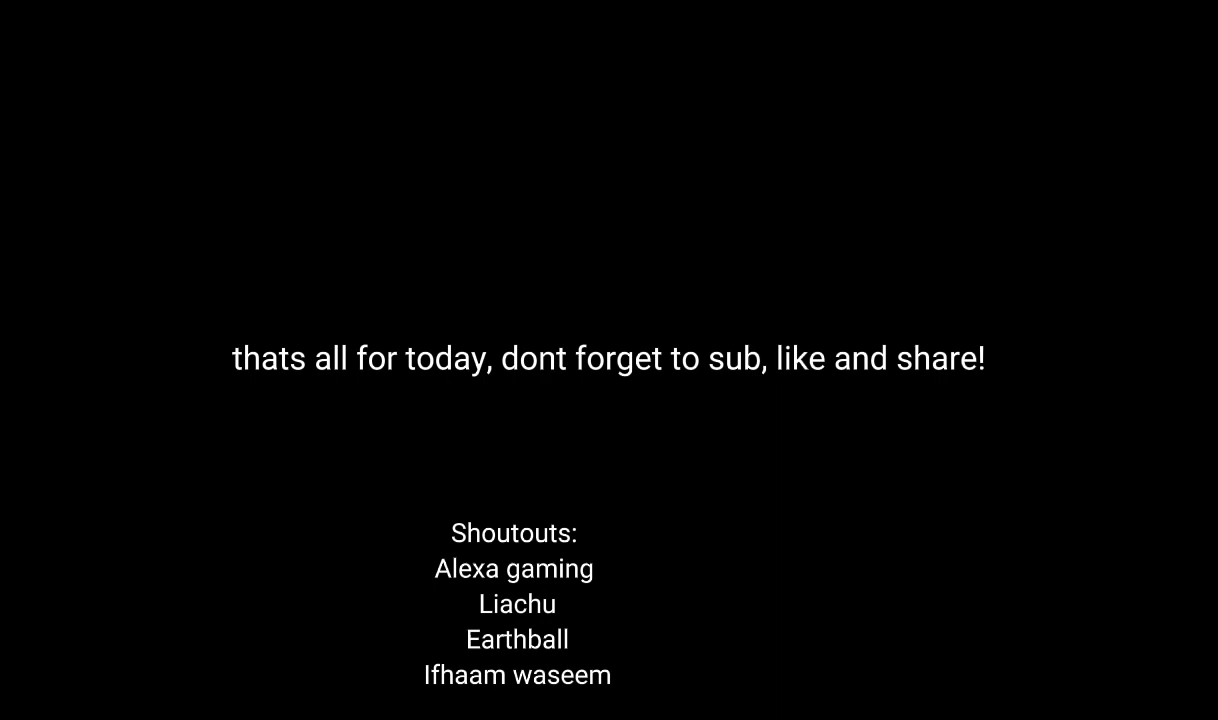 thats all for today, dont forget to sub, like and share!
Shoutouts:
Alexa gaming
Liachu
Earthball
Ifhaam waseem